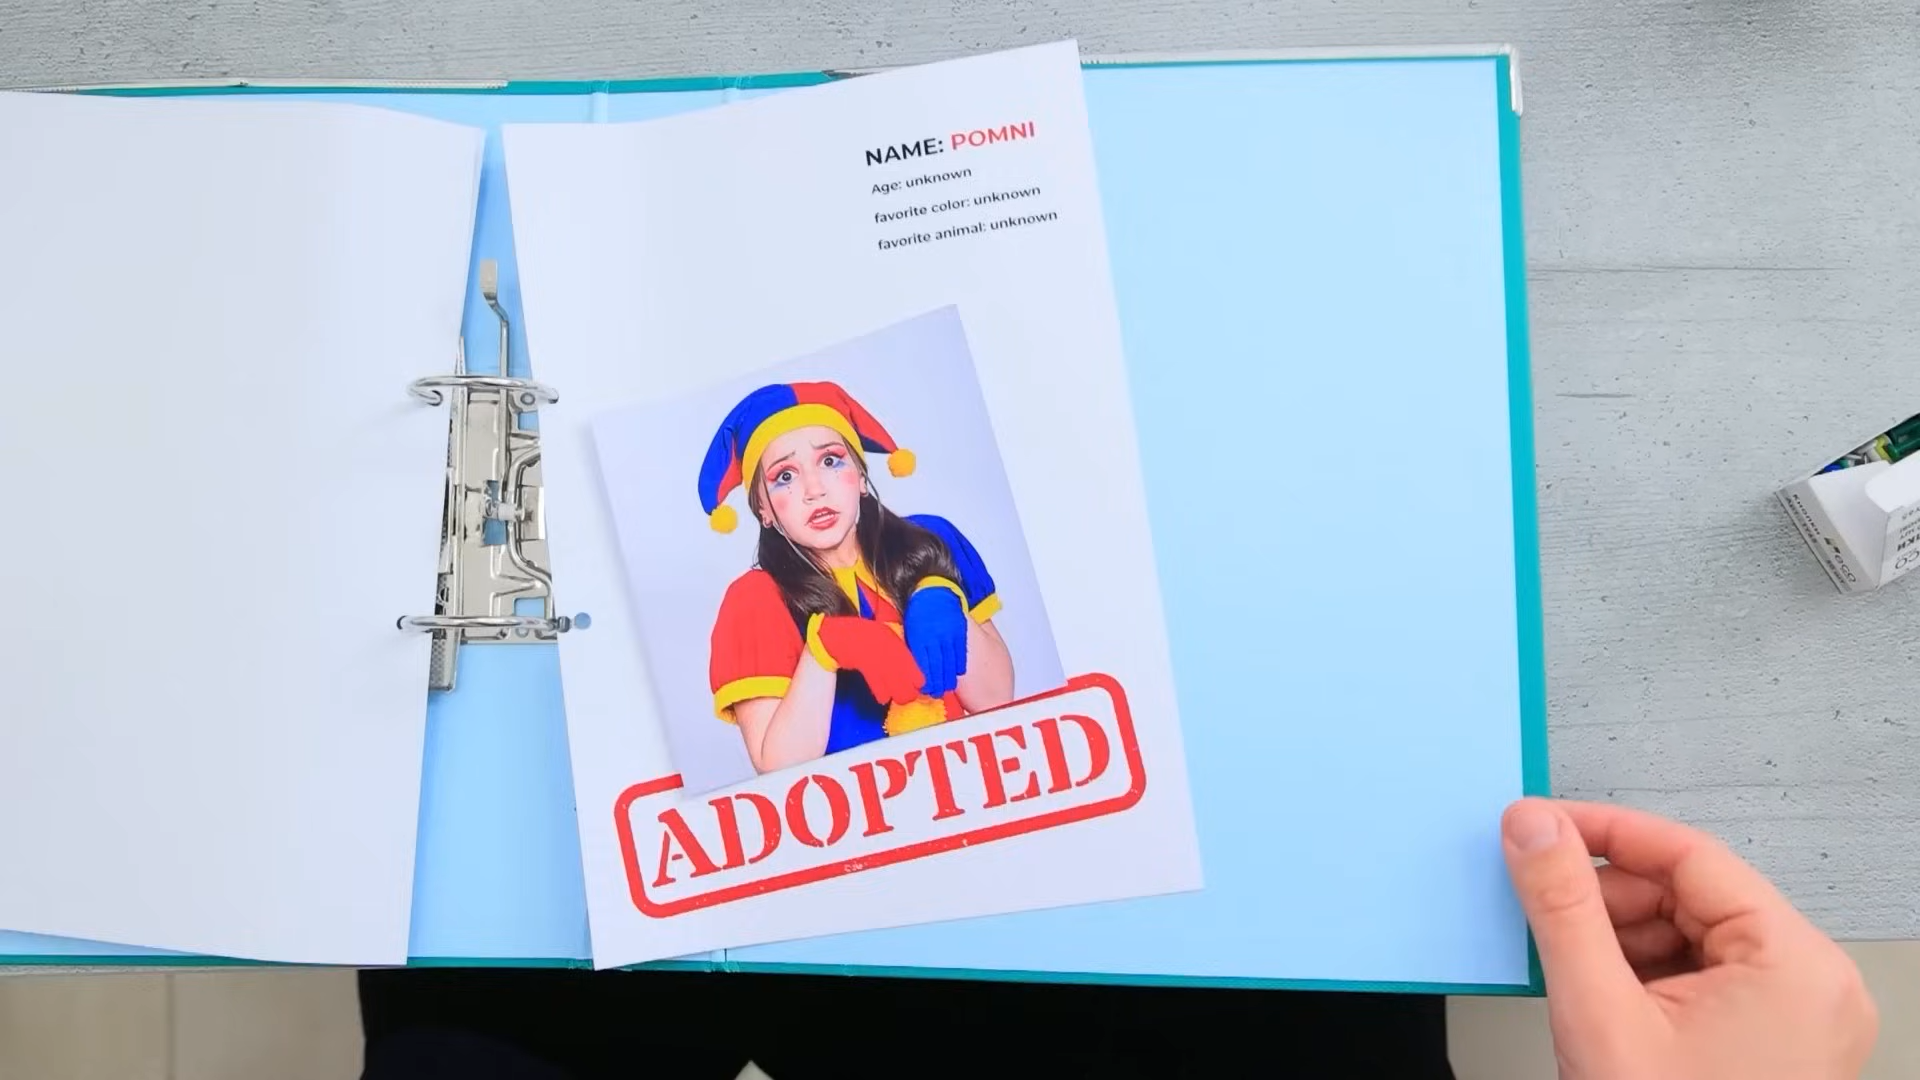 NAME: POMNI
Age: unknown
favorite color: unknown
favorite animal: unknown
ADOPTED